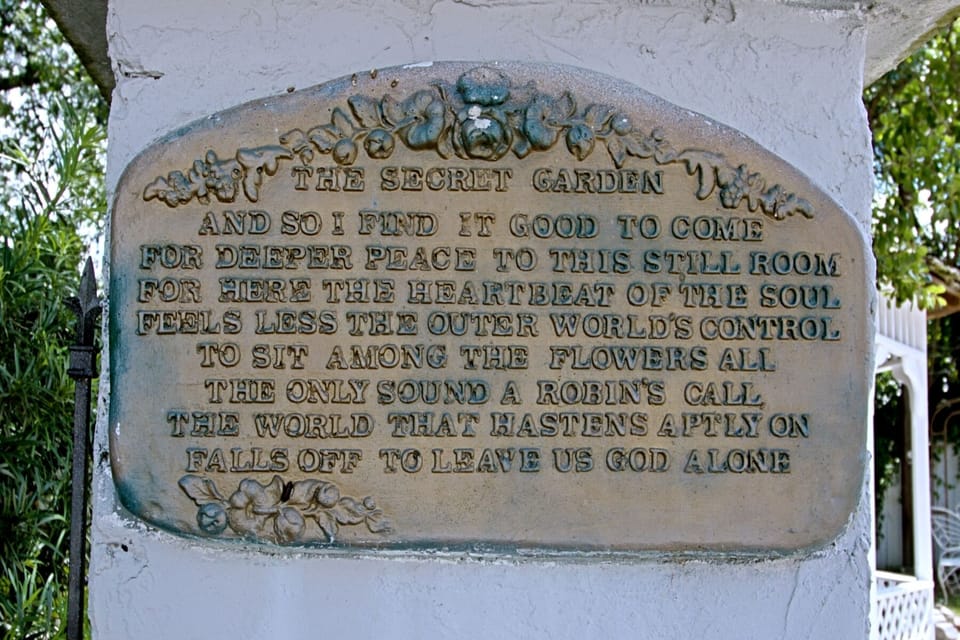 THE SECRET GARDEN
AND SO I FIND IT GOOD TO COME
FOR DEEPER PEACE TO THIS STILL ROOM
FOR HERE THE HEARTBEAT OF THE SOUL
FEELS LESS THE OUTER WORLD'S CONTROL
TO SIT AMONG THE FLOWERS ALL
THE ONLY SOUND A ROBIN'S CALL
THE WORLD THAT HASTENS APTLY ON
FALLS OFF TO LEAVE US GOD ALONE